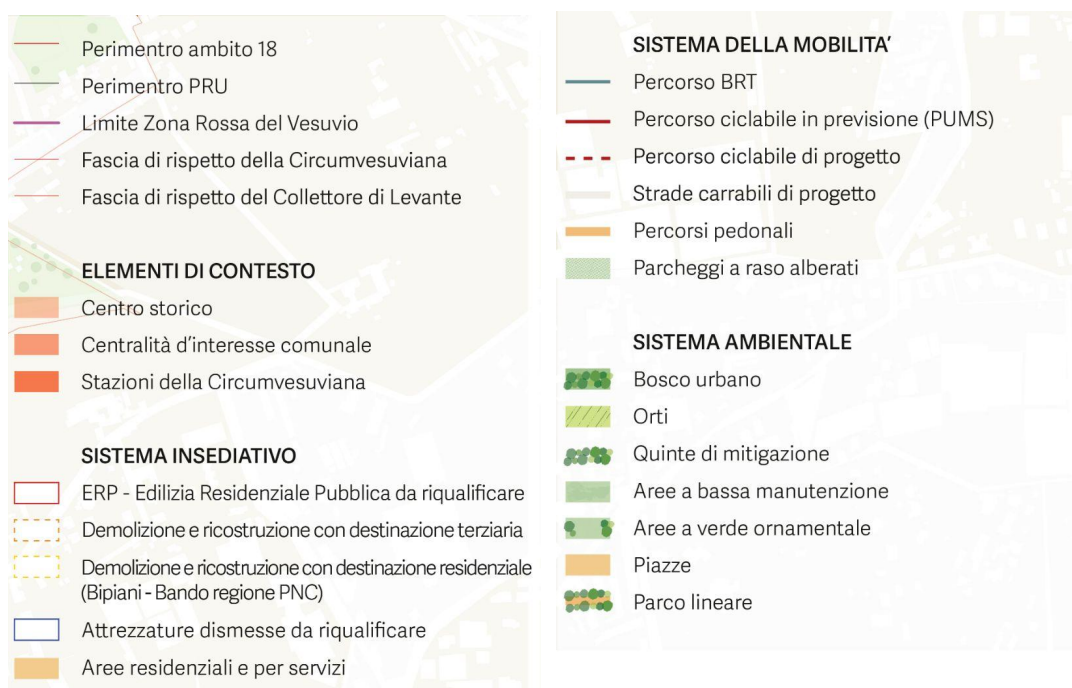 Perimentro ambito 18
Perimentro PRU
Limite Zona Rossa del Vesuvio
Fascia di rispetto della Circumvesuviana
Fascia di rispetto del Collettore di Levante
ELEMENTI DI CONTESTO
Centro storico
Centralità d'interesse comunale
Stazioni della Circumvesuviana
SISTEMA INSEDIATIVO
ERP - Edilizia Residenziale Pubblica da riqualificare
Demolizione e ricostruzione con destinazione terziaria
Demolizione e ricostruzione con destinazione residenziale
(Bipiani - Bando regione PNC)
Attrezzature dismesse da riqualificare
Aree residenziali e per servizi
SISTEMA DELLA MOBILITA'
Percorso BRT
Percorso ciclabile in previsione (PUMS)
Percorso ciclabile di progetto
Strade carrabili di progetto
Percorsi pedonali
Parcheggi a raso alberati
SISTEMA AMBIENTALE
Bosco urbano
Orti
Quinte di mitigazione
Aree a bassa manutenzione
Aree a verde ornamentale
Piazze
Parco lineare